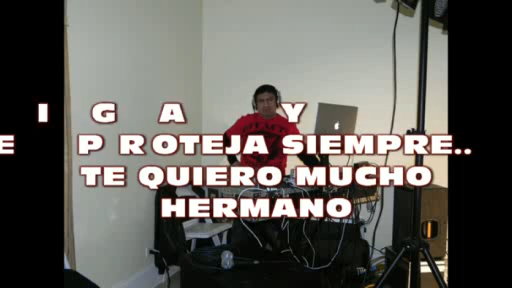 I G A Y
E PROTEJA SIEMPRE..
TE QUIERO MUCHO
HERMANO